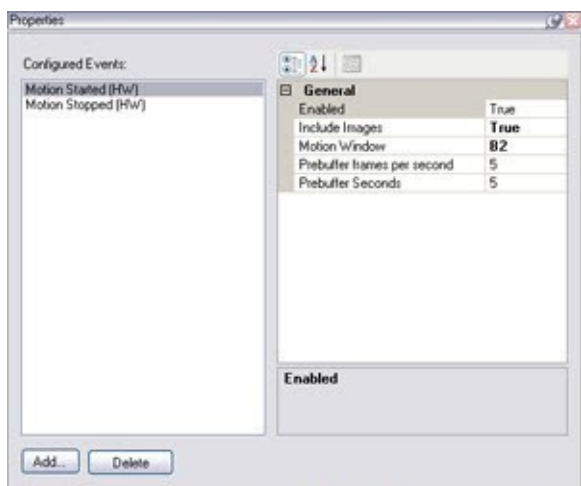 Properties
Configured Events:
Motion Started (HW)
Motion Stopped (HW)
General
Enabled True
Include Images True
Motion Window B2
Prebuffer frames per second 5
Prebuffer Seconds 5
Enabled
Add...
Delete